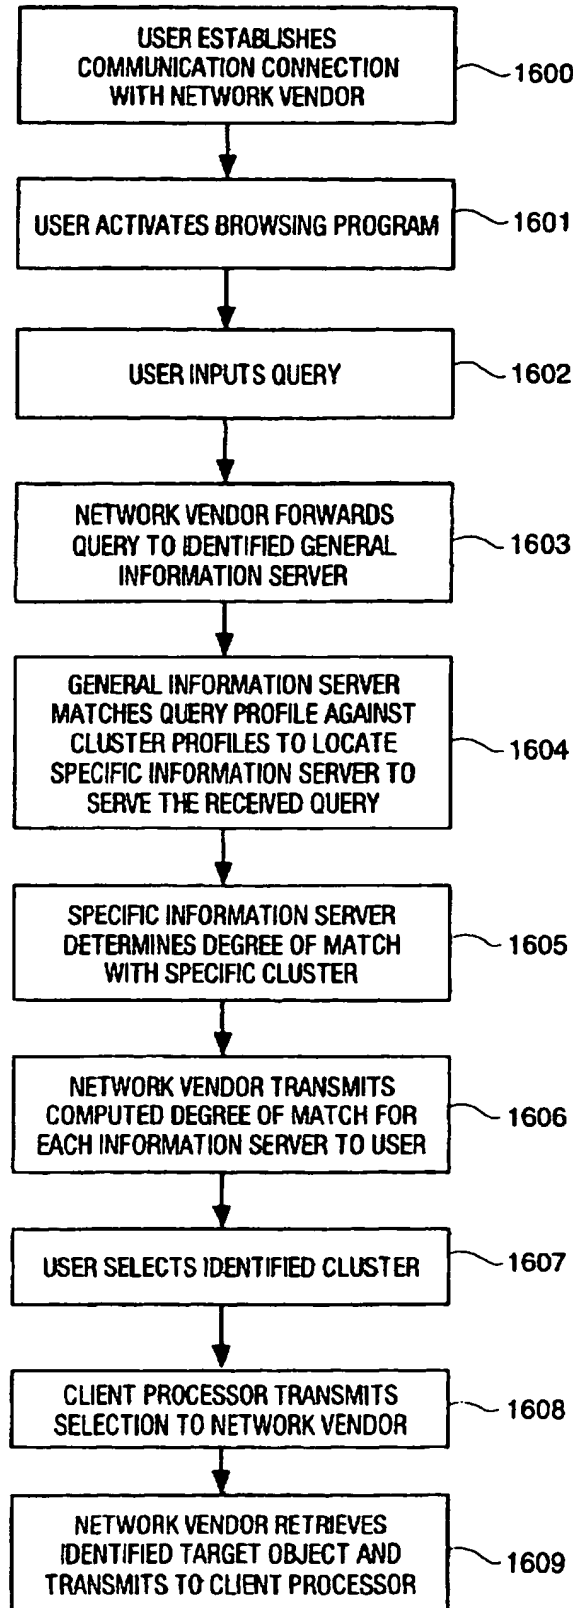 USER ESTABLISHES
COMMUNICATION CONNECTION
WITH NETWORK VENDOR
1600
USER ACTIVATES BROWSING PROGRAM
1601
USER INPUTS QUERY
1602
NETWORK VENDOR FORWARDS
QUERY TO IDENTIFIED GENERAL
INFORMATION SERVER
1603
GENERAL INFORMATION SERVER
MATCHES QUERY PROFILE AGAINST
CLUSTER PROFILES TO LOCATE
SPECIFIC INFORMATION SERVER TO
SERVE THE RECEIVED QUERY
1604
SPECIFIC INFORMATION SERVER
DETERMINES DEGREE OF MATCH
WITH SPECIFIC CLUSTER
1605
NETWORK VENDOR TRANSMITS
COMPUTED DEGREE OF MATCH FOR
EACH INFORMATION SERVER TO USER
1606
USER SELECTS IDENTIFIED CLUSTER
1607
CLIENT PROCESSOR TRANSMITS
SELECTION TO NETWORK VENDOR
1608
NETWORK VENDOR RETRIEVES
IDENTIFIED TARGET OBJECT AND
TRANSMITS TO CLIENT PROCESSOR
1609